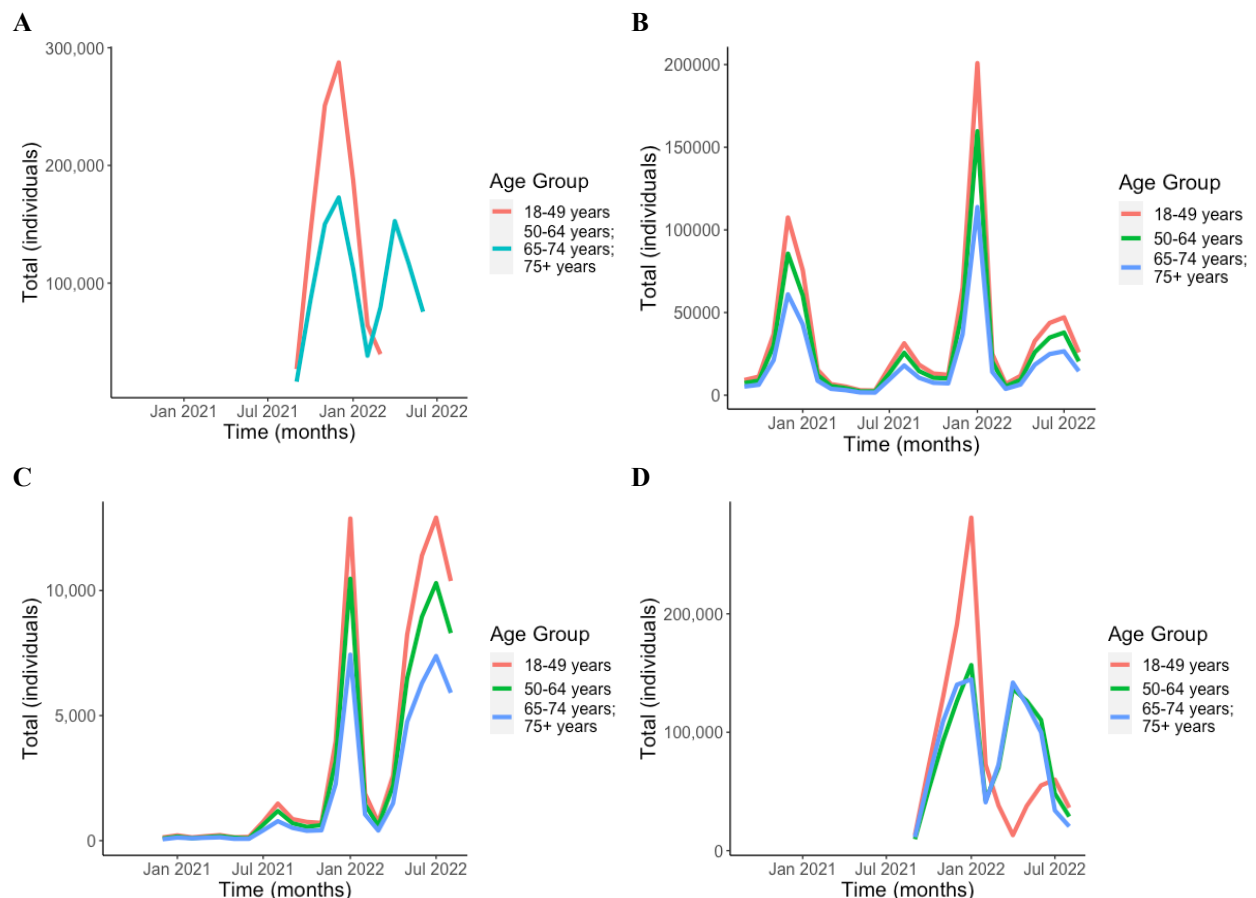 A
300,000
200,000
100,000
Total (individuals)
Jan 2021
Jul 2021
Jan 2022
Jul 2022
Time (months)
Age Group
18-49 years
50-64 years;
65-74 years;
75+ years
B
200000
150000
100000
50000
0
Total (individuals)
Jan 2021
Jul 2021
Jan 2022
Jul 2022
Time (months)
Age Group
18-49 years
50-64 years
65-74 years;
75+ years
C
10,000
5,000
0
Total (individuals)
Jan 2021
Jul 2021
Jan 2022
Jul 2022
Time (months)
Age Group
18-49 years
50-64 years
65-74 years;
75+ years
D
200,000
100,000
0
Total (individuals)
Jan 2021
Jul 2021
Jan 2022
Jul 2022
Time (months)
Age Group
18-49 years
50-64 years
65-74 years;
75+ years